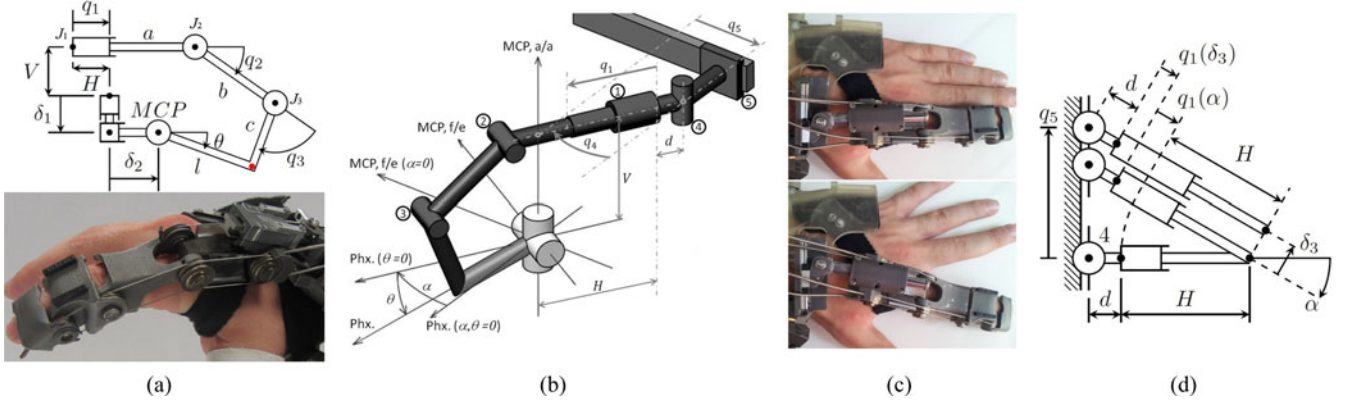 q₁
J₁
a
J₂
V
H
q₂
b
J₃
δ₁
MCP
c
θ
l
q₃
δ₂
(a)
MCP, a/a
q₅
q₁
①
②
⑤
④
MCP, f/e
q₄
d
MCP, f/e (α=0)
V
③
Phx. (θ=0)
α
H
θ
Phx.
Phx. (α,θ=0)
(b)
(c)
q₁(δ₃)
d
q₁(α)
q₅
H
4
δ₃
d
H
α
(d)